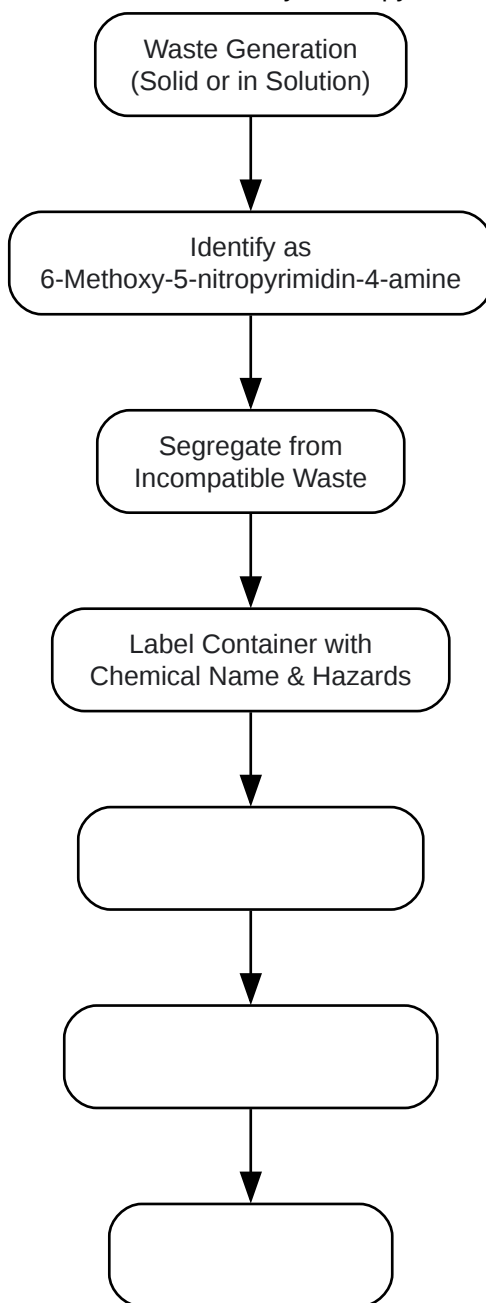 Waste Generation
(Solid or in Solution)
Identify as
6-Methoxy-5-nitropyrimidin-4-amine
Segregate from
Incompatible Waste
Label Container with
Chemical Name & Hazards